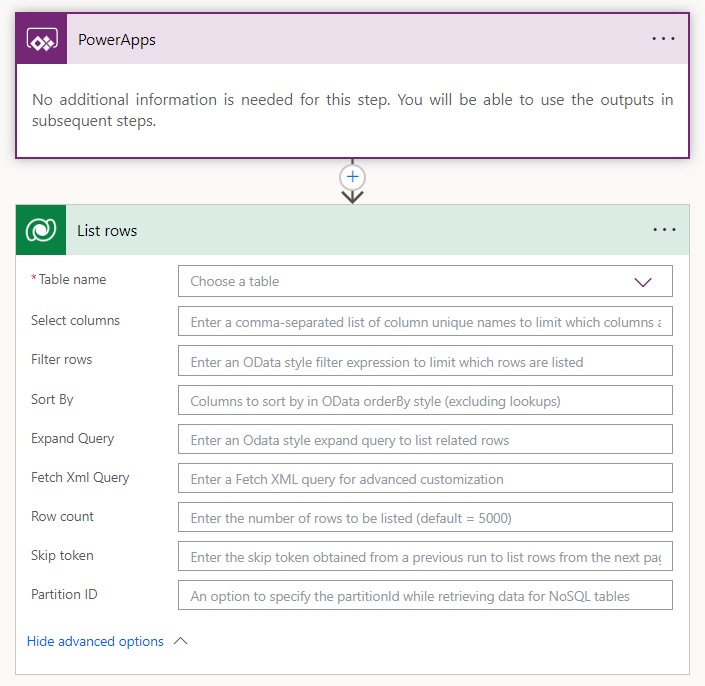 PowerApps
No additional information is needed for this step. You will be able to use the outputs in
subsequent steps.
List rows
*Table name
Choose a table
Select columns
Enter a comma-separated list of column unique names to limit which columns
Filter rows
Enter an OData style filter expression to limit which rows are listed
Sort By
Columns to sort by in OData orderBy style (excluding lookups)
Expand Query
Enter an Odata style expand query to list related rows
Fetch Xml Query
Enter a Fetch XML query for advanced customization
Row count
Enter the number of rows to be listed (default = 5000)
Skip token
Enter the skip token obtained from a previous run to list rows from the next
Partition ID
An option to specify the partitionId while retrieving data for NoSQL tables
Hide advanced options